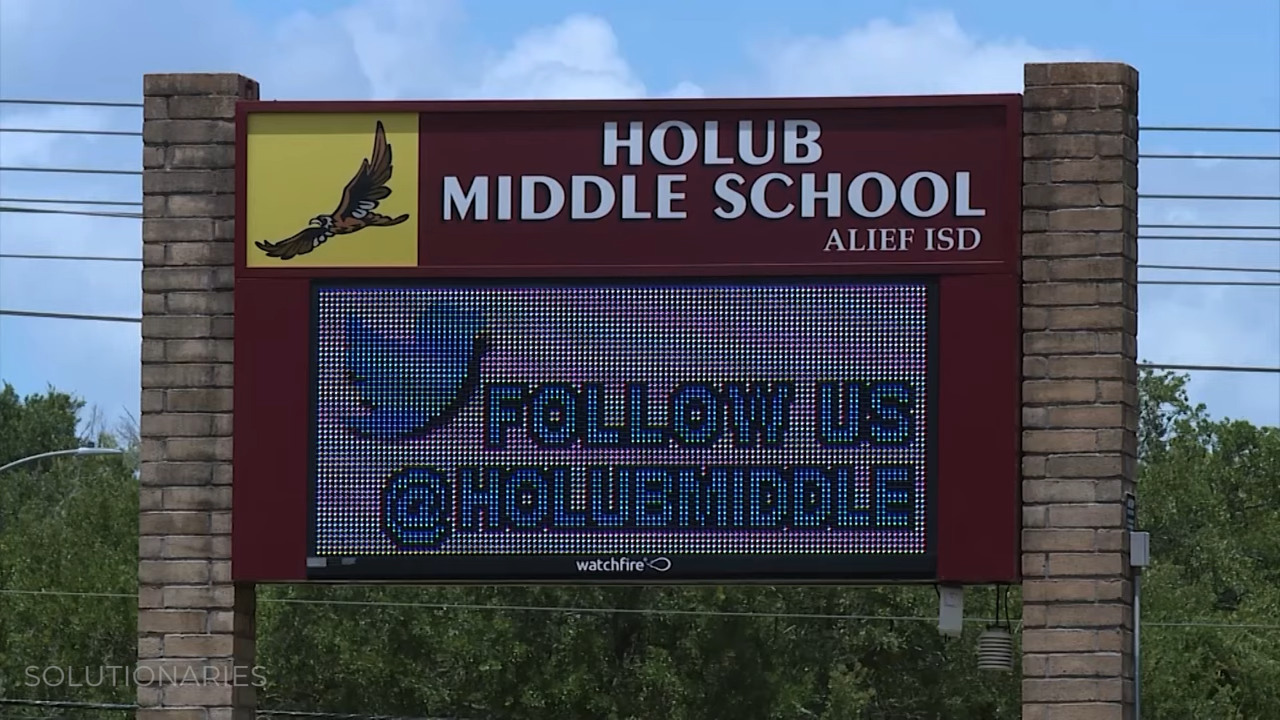 HOLUB
MIDDLE SCHOOL
ALIEF ISD
FOLLOW US
@HOLUBMIDDLE
watchfire
SOLUTIONARIES